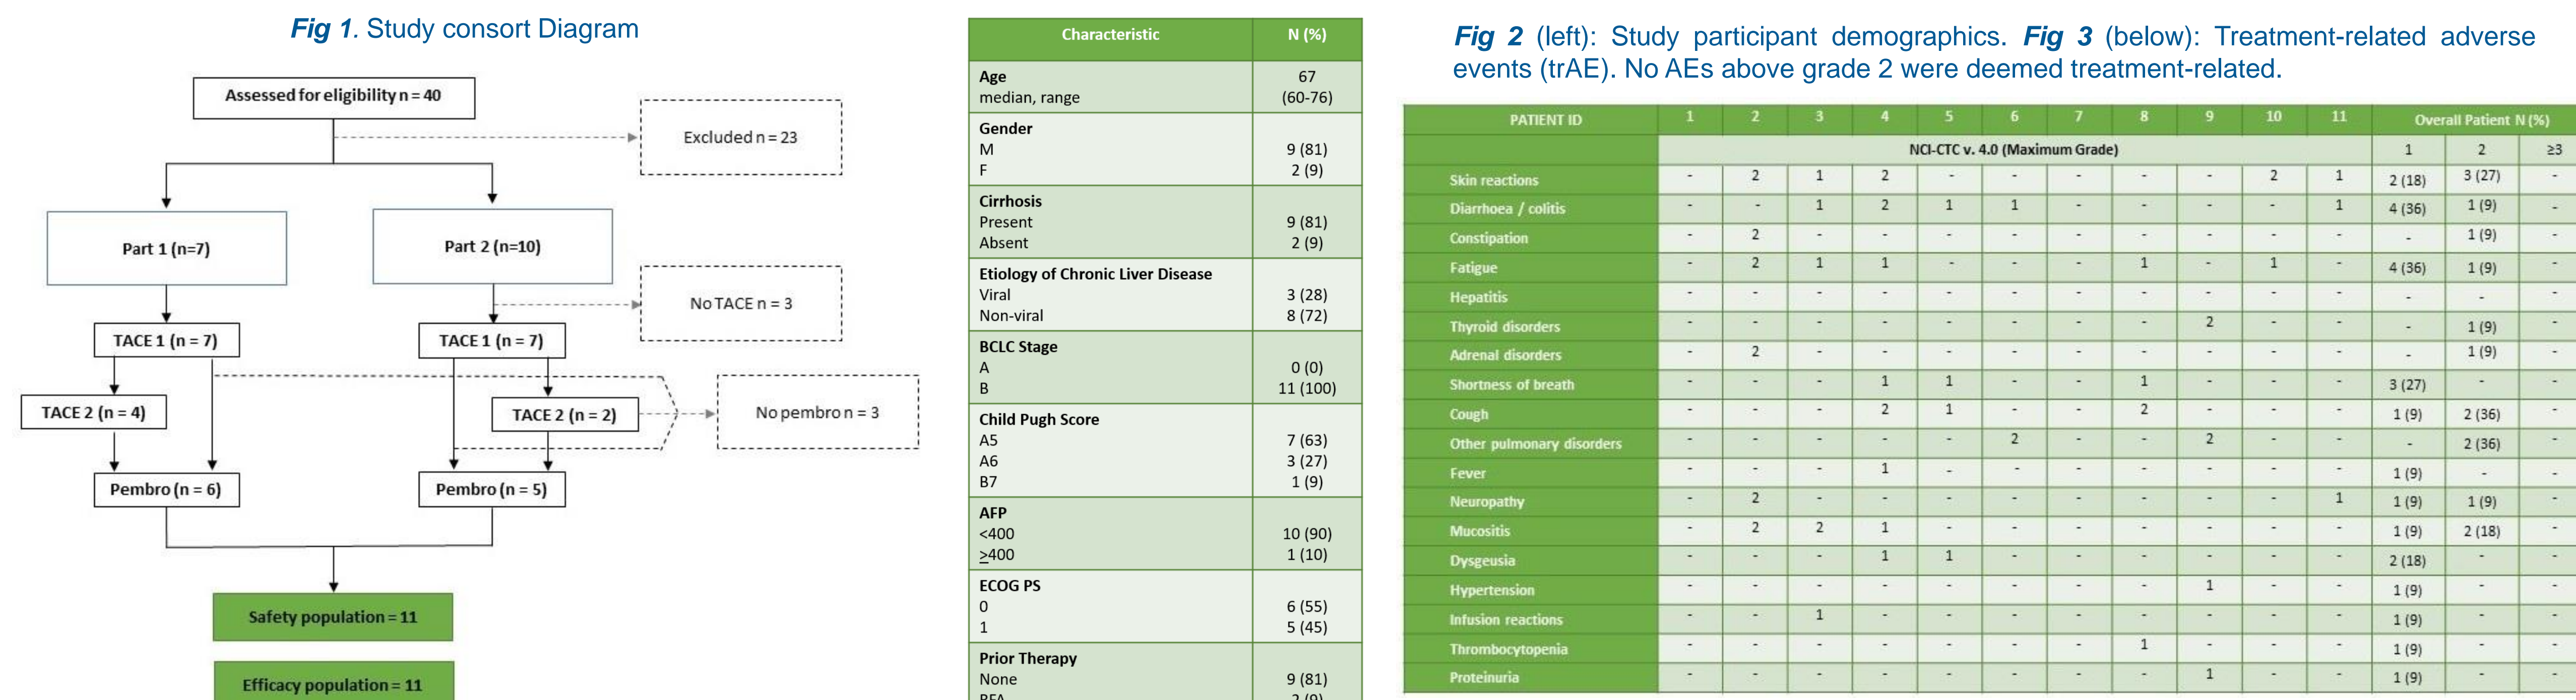 Fig 1. Study consort Diagram
Assessed for eligibility n = 40
Excluded n = 23
Part 1 (n=7)
Part 2 (n=10)
No TACE n = 3
TACE 1 (n = 7)
TACE 1 (n = 7)
TACE 2 (n = 4)
TACE 2 (n = 2)
No pembro n = 3
Pembro (n = 6)
Pembro (n = 5)
Safety population = 11
Efficacy population = 11
Characteristic N (%)
Age 67
median, range (60-76)
Gender
M 9 (81)
F 2 (9)
Cirrhosis
Present 9 (81)
Absent 2 (9)
Etiology of Chronic Liver Disease
Viral 3 (28)
Non-viral 8 (72)
BCLC Stage
A 0 (0)
B 11 (100)
Child Pugh Score
A5 7 (63)
A6 3 (27)
B7 1 (9)
AFP
<400 10 (90)
≥400 1 (10)
ECOG PS
0 6 (55)
1 5 (45)
Prior Therapy
None 9 (81)
RFA 2 (9)
Fig 2 (left): Study participant demographics. Fig 3 (below): Treatment-related adverse
events (trAE). No AEs above grade 2 were deemed treatment-related.
PATIENT ID 1 2 3 4 5 6 7 8 9 10 11 Overall Patient N (%)
NCI-CTC v. 4.0 (Maximum Grade) 1 2 ≥3
Skin reactions - 2 1 2 - - - - - 2 1 2 (18) 3 (27) -
Diarrhoea / colitis - - 1 2 1 1 - - - - 1 4 (36) 1 (9) -
Constipation - 2 - - - - - - - - - - 1 (9) -
Fatigue - 2 1 1 - - - 1 - 1 - 4 (36) 1 (9) -
Hepatitis - - - - - - - - - - - - - -
Thyroid disorders - - - - - - - - 2 - - - 1 (9) -
Adrenal disorders - 2 - - - - - - - - - - 1 (9) -
Shortness of breath - - - 1 1 - - 1 - - - 3 (27) - -
Cough - - - 2 1 - - 2 - - - 1 (9) 2 (36) -
Other pulmonary disorders - - - - - 2 - - 2 - - - 2 (36) -
Fever - - - 1 - - - - - - - 1 (9) - -
Neuropathy - 2 - - - - - - - - 1 1 (9) 1 (9) -
Mucositis - 2 2 1 - - - - - - - 1 (9) 2 (18) -
Dysgeusia - - - 1 1 - - - - - - 2 (18) - -
Hypertension - - - - - - - - 1 - - 1 (9) - -
Infusion reactions - - 1 - - - - - - - - 1 (9) - -
Thrombocytopenia - - - - - - - 1 - - - 1 (9) - -
Proteinuria - - - - - - - - 1 - - 1 (9) - -